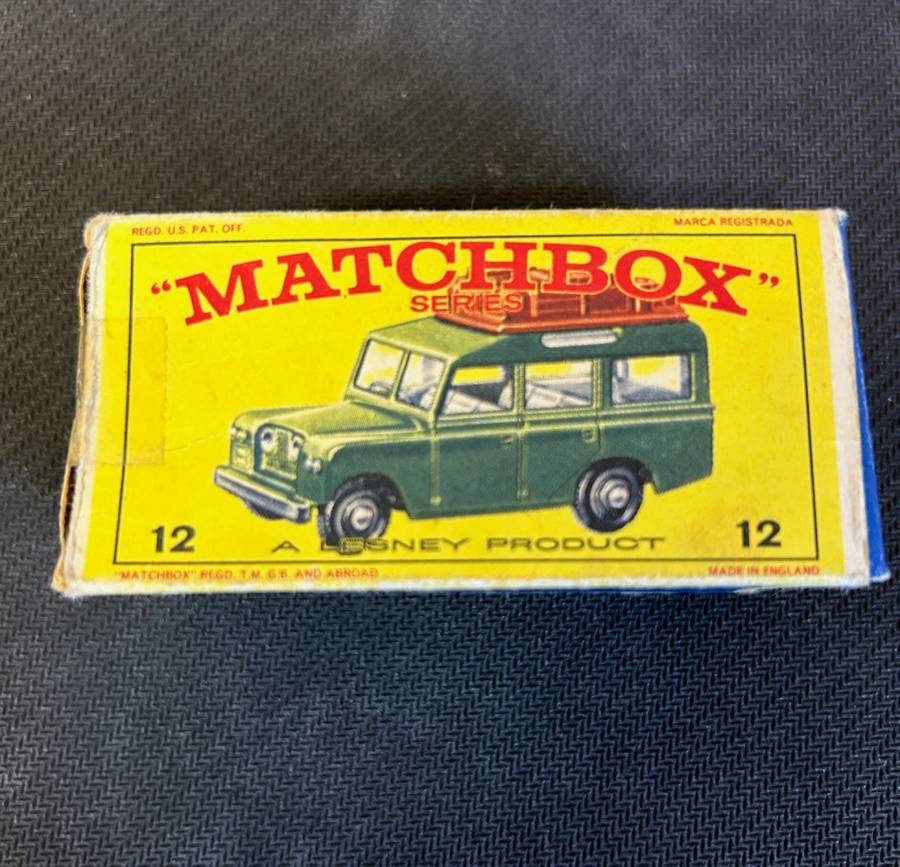 REGD. U.S. PAT. OFF. MARCA REGISTRADA
"MATCHBOX"
SERIES
12 A LESNEY PRODUCT 12
"MATCHBOX" REGD. T.M. G.B. AND ABROAD MADE IN ENGLAND